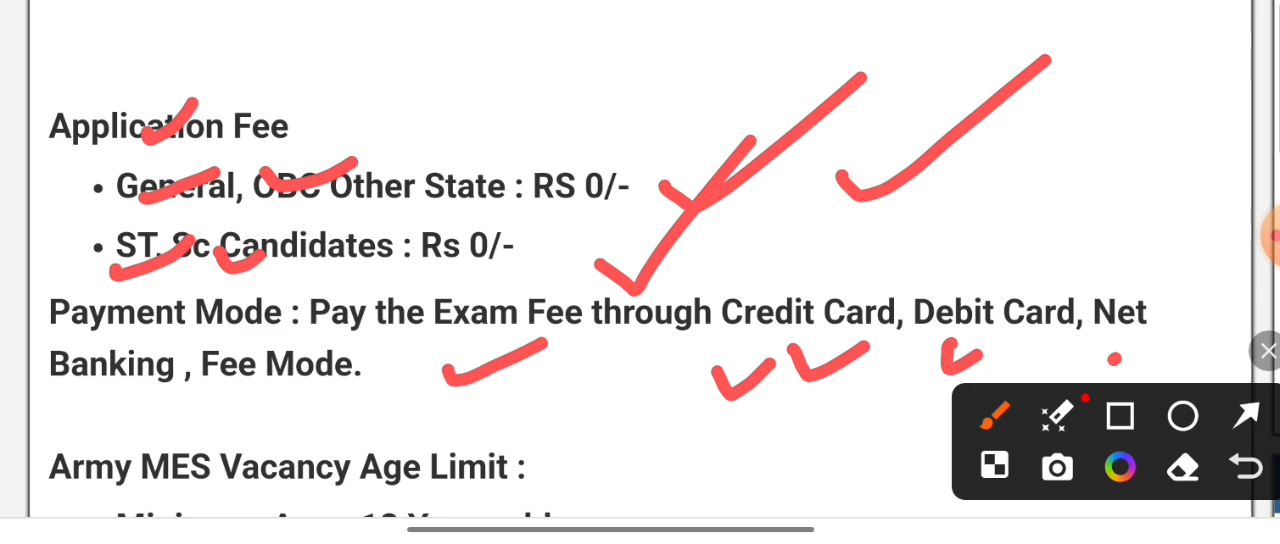 Application Fee
• General, OBC Other State : RS 0/-
• ST. Sc Candidates : Rs 0/-
Payment Mode : Pay the Exam Fee through Credit Card, Debit Card, Net
Banking , Fee Mode.
Army MES Vacancy Age Limit :